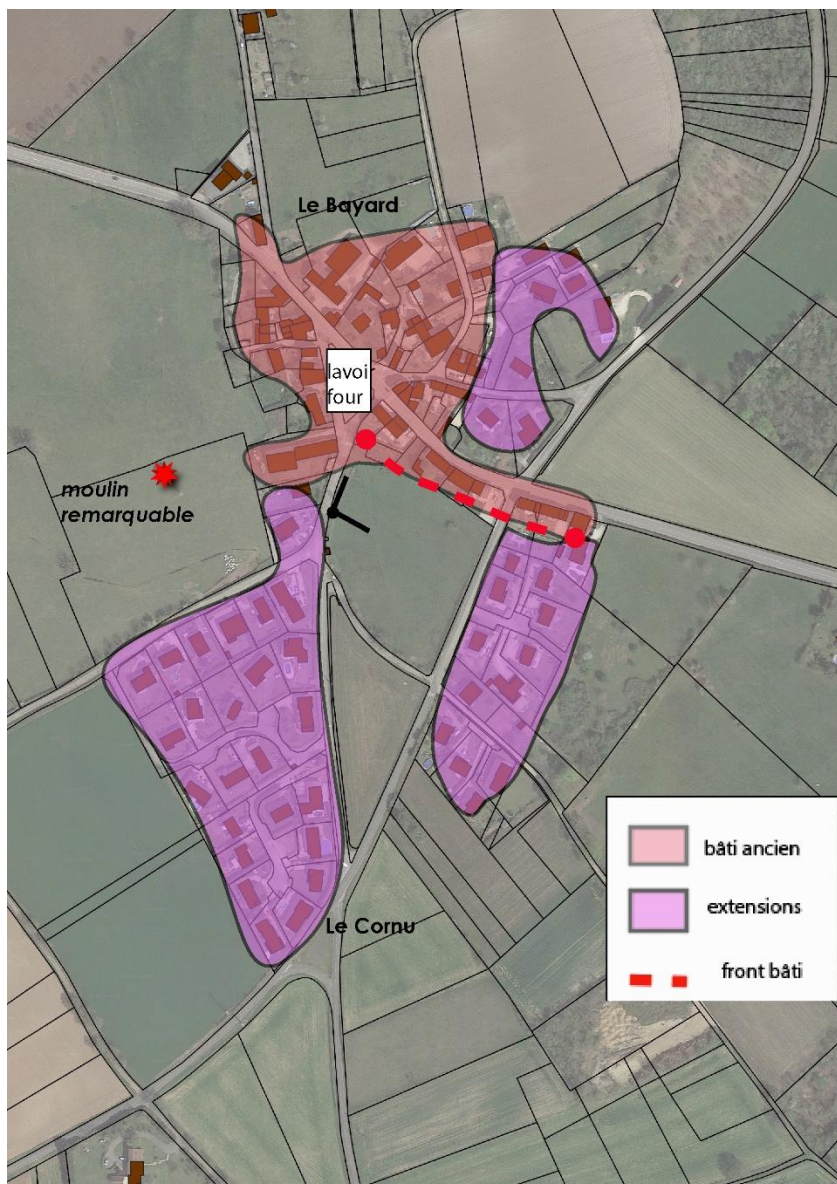 Le Bayard
lavoir
four
moulin
remarquable
Le Cornu
bâti ancien
extensions
front bâti